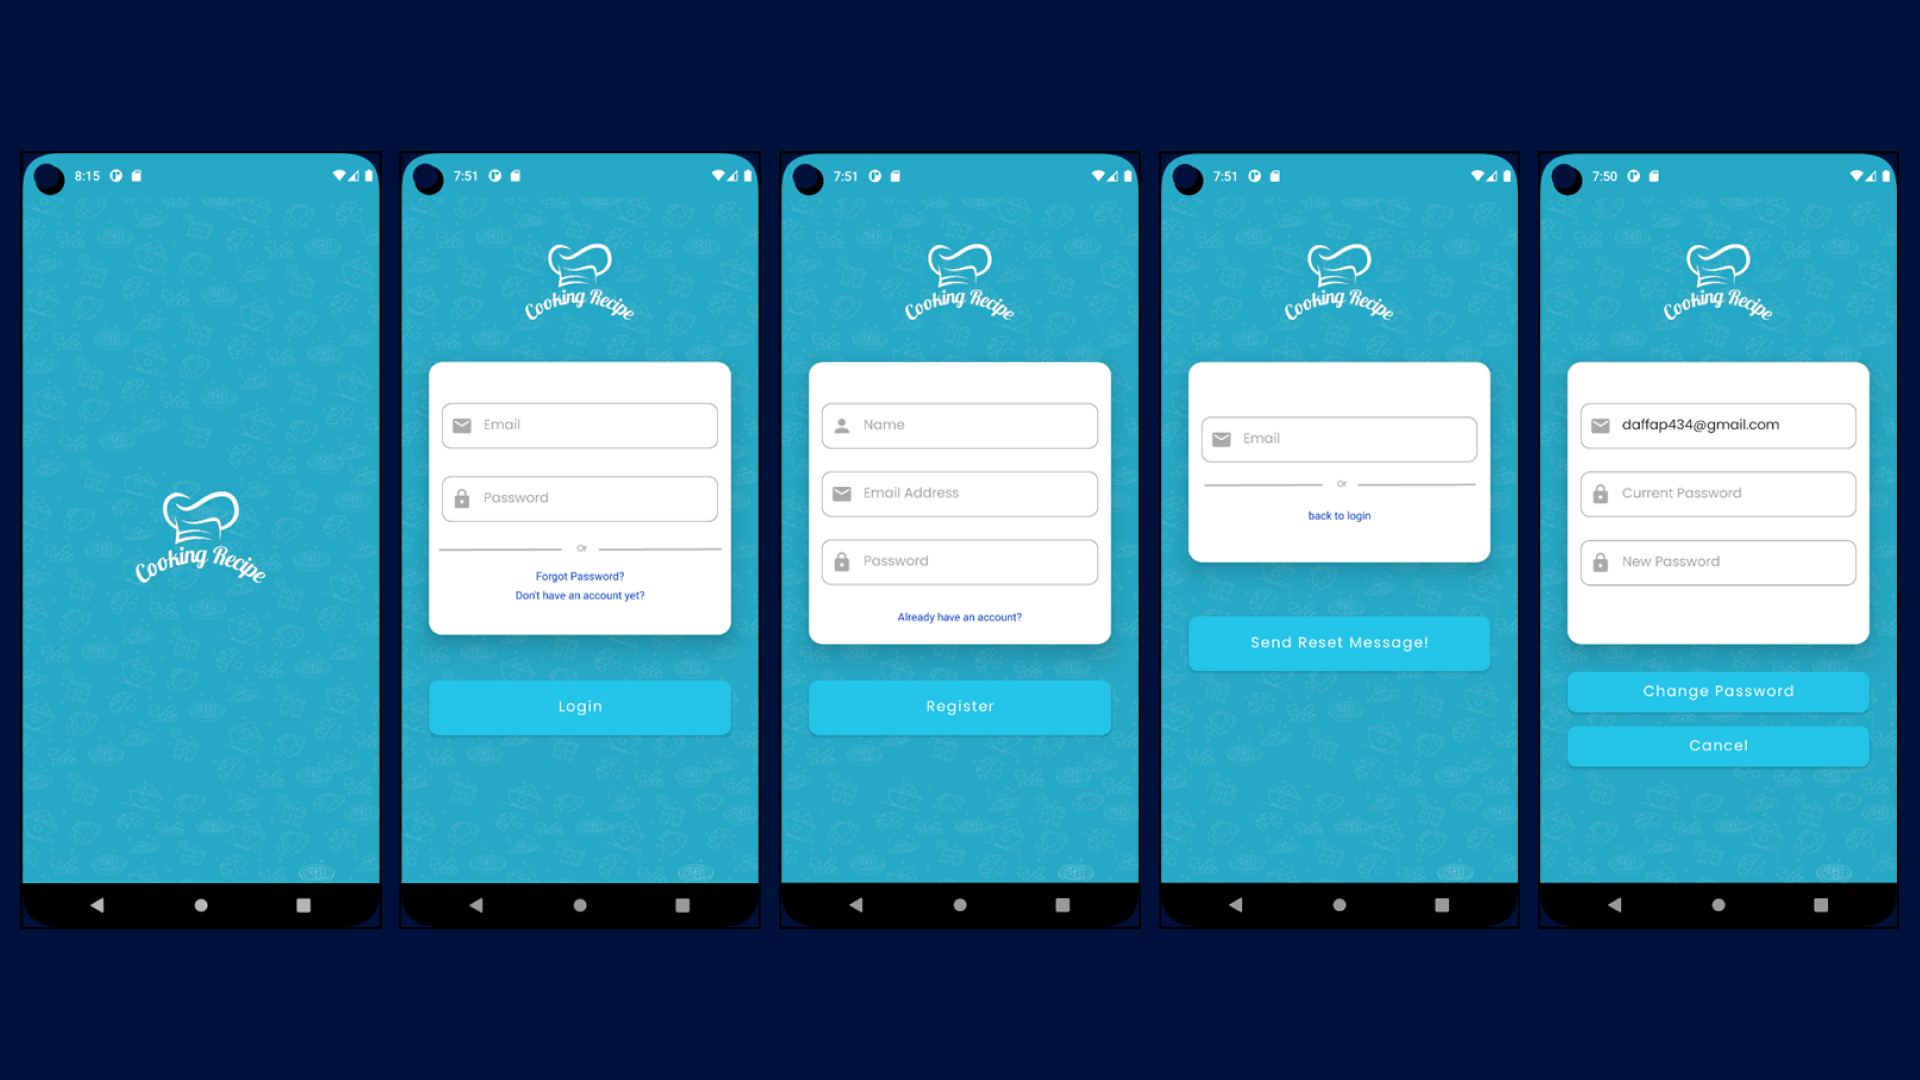 8:15
Cooking Recipe
7:51
Cooking Recipe
Email
Password
Or
Forgot Password?
Don't have an account yet?
Login
7:51
Cooking Recipe
Name
Email Address
Password
Already have an account?
Register
7:51
Cooking Recipe
Email
Or
back to login
Send Reset Message!
7:50
Cooking Recipe
daffap434@gmail.com
Current Password
New Password
Change Password
Cancel